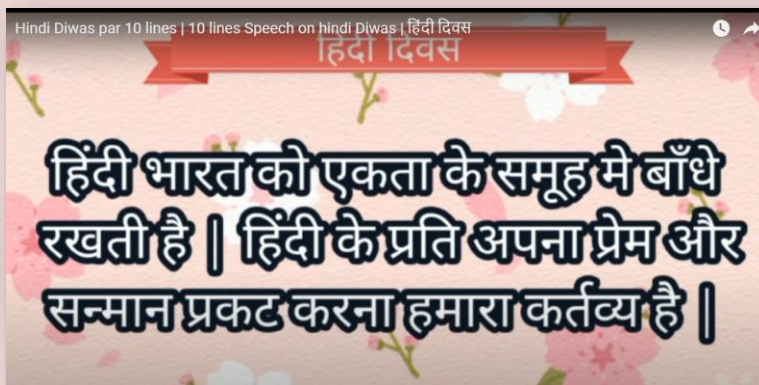 Hindi Diwas par 10 lines | 10 lines Speech on hindi Diwas | हिंदी दिवस
हिंदी दिवस
हिंदी भारत को एकता के समूह मे बाँधे
रखती है | हिंदी के प्रति अपना प्रेम और
सन्मान प्रकट करना हमारा कर्तव्य है |